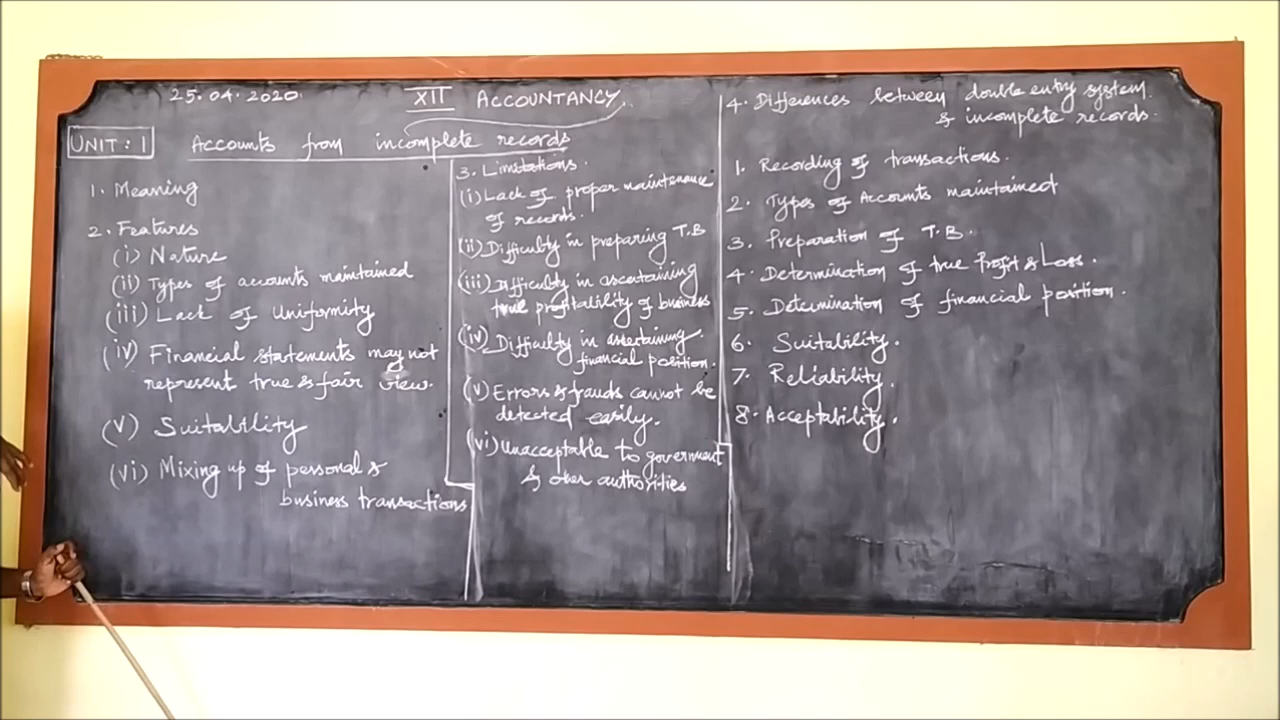 25.04.2020
XII ACCOUNTANCY
UNIT: 1
Accounts from incomplete records
1. Meaning
2. Features
(i) Nature
(ii) Types of accounts maintained
(iii) Lack of Uniformity
(iv) Financial statements may not
represent true & fair view.
(v) Suitability
(vi) Mixing up of personal &
business transactions
3. Limitations.
(i) Lack of proper maintenance
of records.
(ii) Difficulty in preparing T.B
(iii) Difficulty in ascertaining
true profitability of business
(iv) Difficulty in ascertaining
financial position.
(v) Errors & frauds cannot be
detected easily.
(vi) Unacceptable to government
& other authorities
4. Differences between double entry system
& incomplete records.
1. Recording of transactions.
2. Types of Accounts maintained
3. Preparation of T.B.
4. Determination of true Profit & Loss.
5. Determination of financial position.
6. Suitability.
7. Reliability.
8. Acceptability.